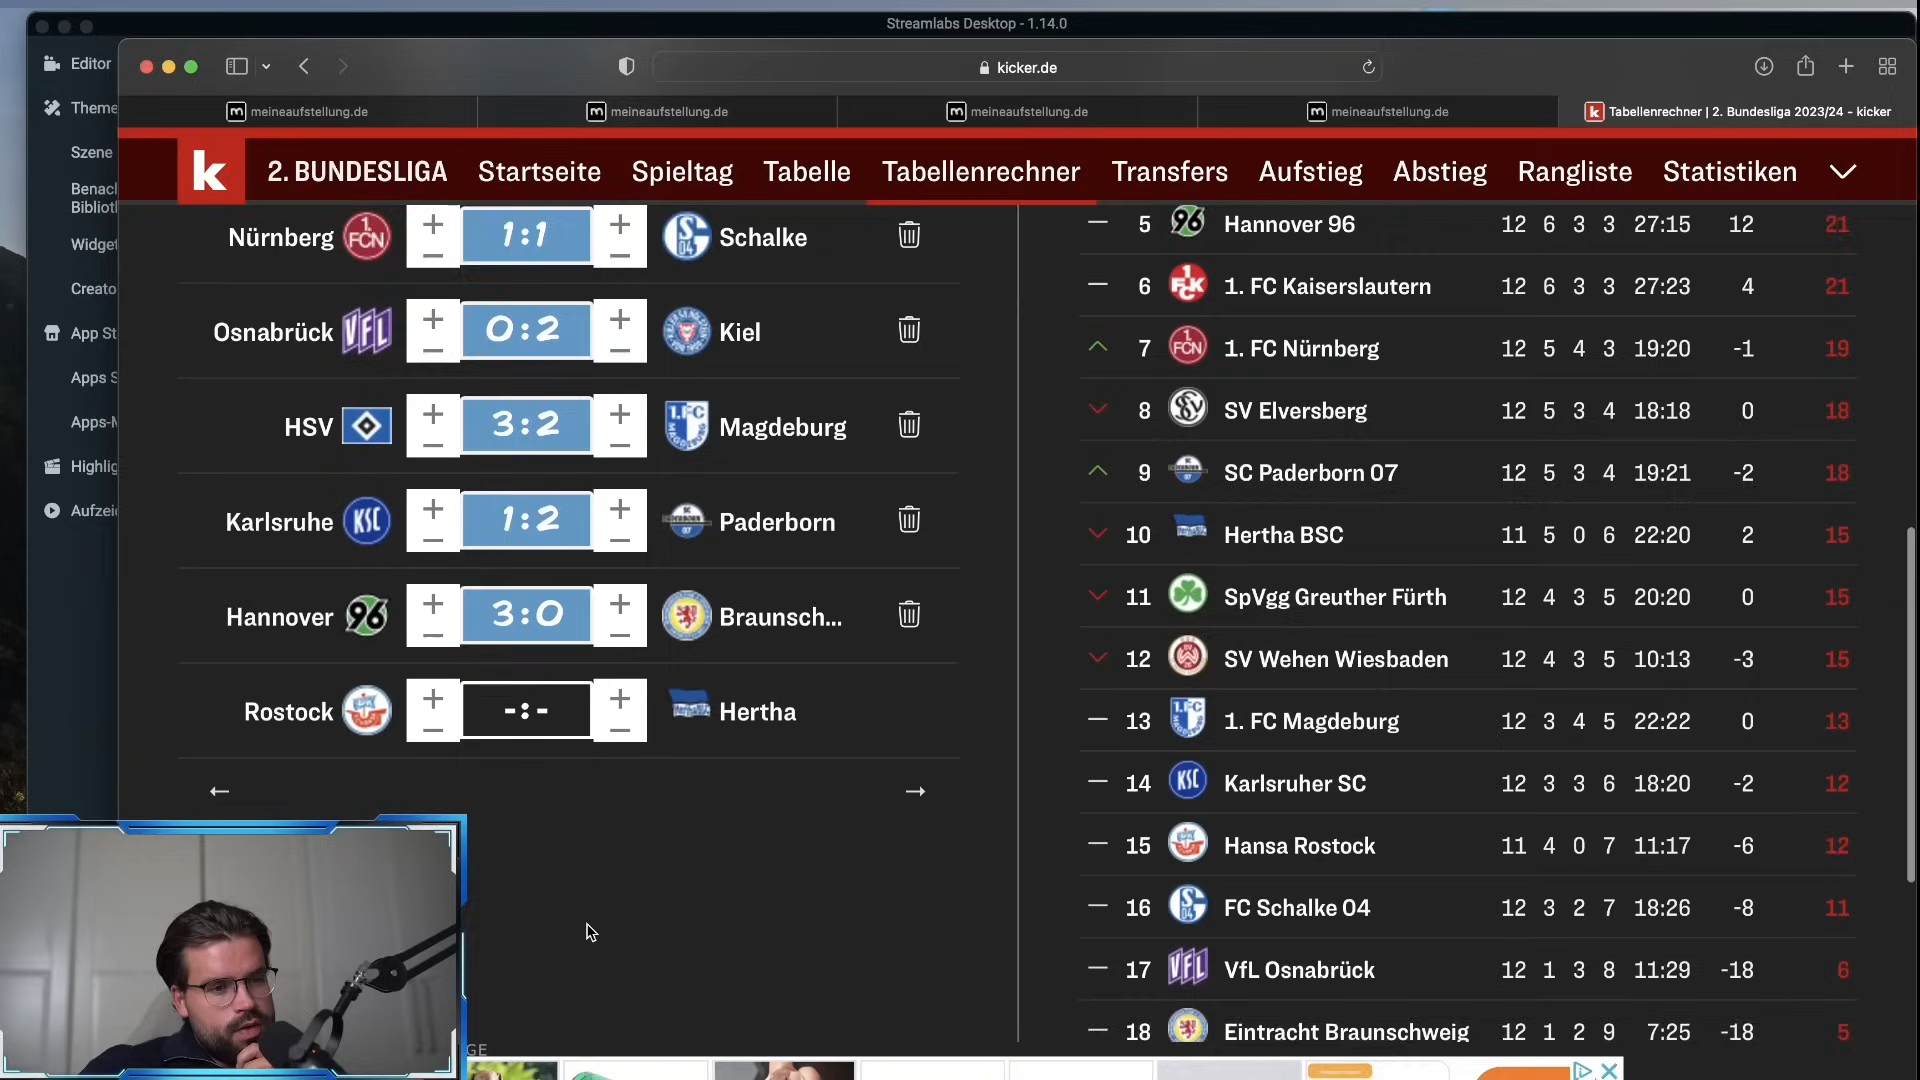 Streamlabs Desktop - 1.14.0
Editor
Theme
Szene
Benac
Bibliot
Widget
Creato
App St
Apps S
Apps-M
Highlig
Aufzei
kicker.de
meineaufstellung.de
meineaufstellung.de
meineaufstellung.de
meineaufstellung.de
Tabellenrechner | 2. Bundesliga 2023/24 - kicker
k 2. BUNDESLIGA Startseite Spieltag Tabelle Tabellenrechner Transfers Aufstieg Abstieg Rangliste Statistiken
Nürnberg 1:1 Schalke
Osnabrück 0:2 Kiel
HSV 3:2 Magdeburg
Karlsruhe 1:2 Paderborn
Hannover 3:0 Braunsch...
Rostock -:- Hertha
← →
5 Hannover 96 12 6 3 3 27:15 12 21
6 1. FC Kaiserslautern 12 6 3 3 27:23 4 21
7 1. FC Nürnberg 12 5 4 3 19:20 -1 19
8 SV Elversberg 12 5 3 4 18:18 0 18
9 SC Paderborn 07 12 5 3 4 19:21 -2 18
10 Hertha BSC 11 5 0 6 22:20 2 15
11 SpVgg Greuther Fürth 12 4 3 5 20:20 0 15
12 SV Wehen Wiesbaden 12 4 3 5 10:13 -3 15
13 1. FC Magdeburg 12 3 4 5 22:22 0 13
14 Karlsruher SC 12 3 3 6 18:20 -2 12
15 Hansa Rostock 11 4 0 7 11:17 -6 12
16 FC Schalke 04 12 3 2 7 18:26 -8 11
17 VfL Osnabrück 12 1 3 8 11:29 -18 6
18 Eintracht Braunschweig 12 1 2 9 7:25 -18 5
GE